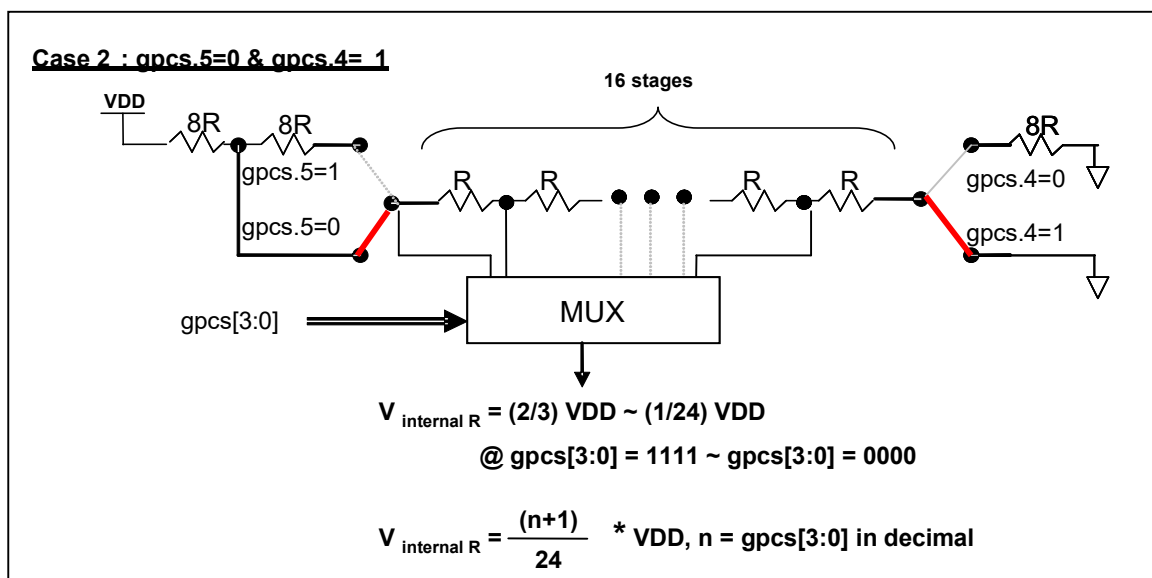 Case 2 : gpcs.5=0 & gpcs.4= 1
16 stages
VDD
8R
8R
8R
gpcs.5=1
R
R
R
R
gpcs.4=0
gpcs.5=0
gpcs.4=1
gpcs[3:0]
MUX
V internal R = (2/3) VDD ~ (1/24) VDD
@ gpcs[3:0] = 1111 ~ gpcs[3:0] = 0000
V internal R = (n+1) / 24 * VDD, n = gpcs[3:0] in decimal